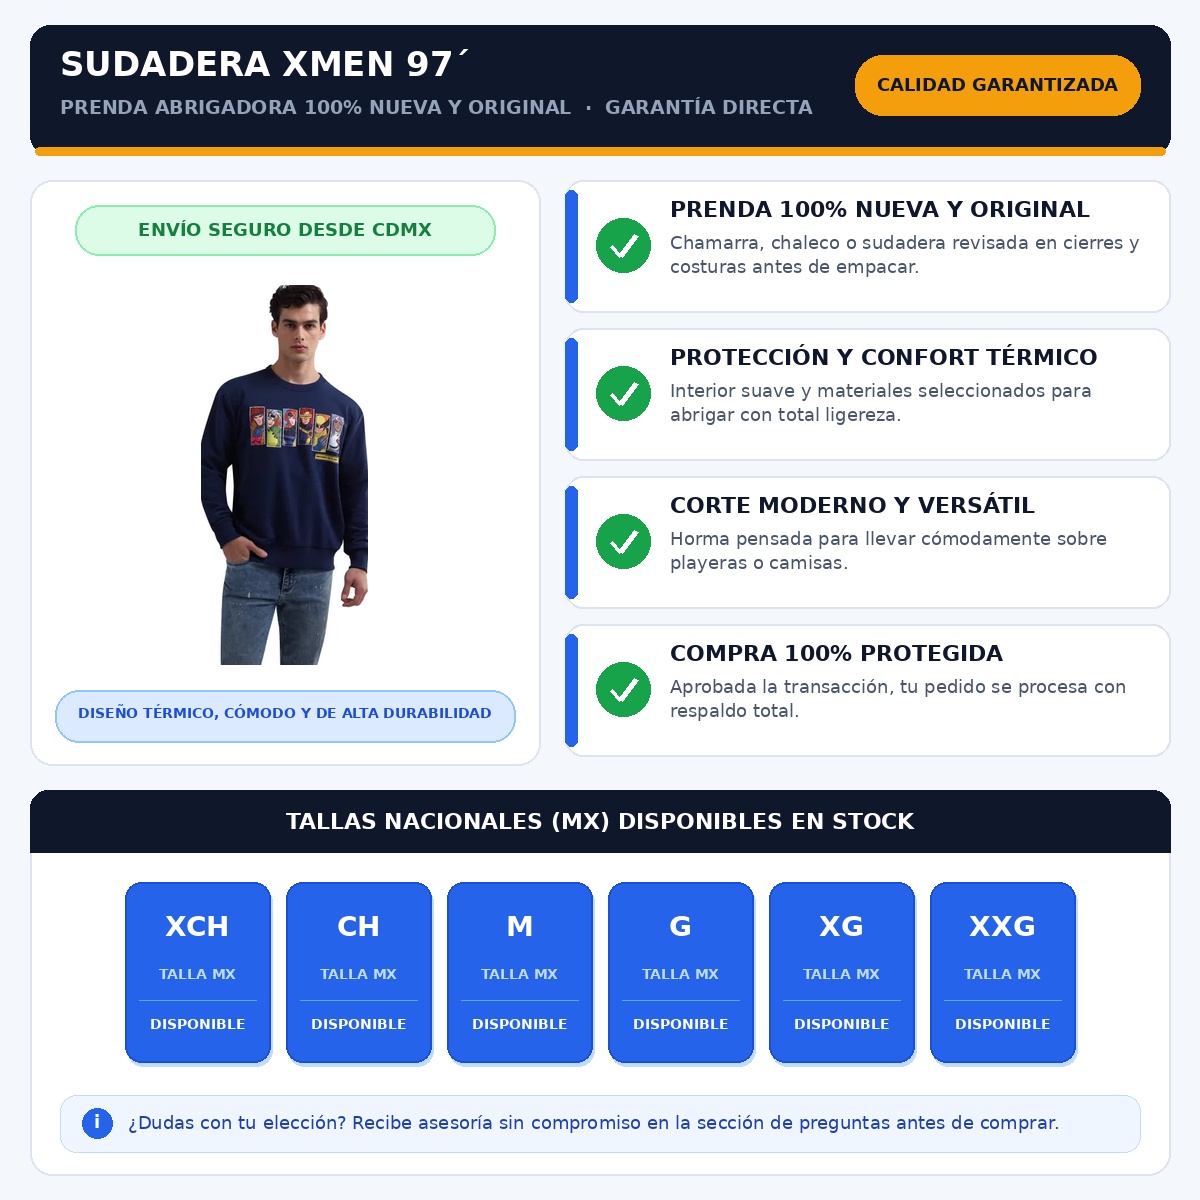 SUDADERA XMEN 97´
PRENDA ABRIGADORA 100% NUEVA Y ORIGINAL · GARANTÍA DIRECTA
CALIDAD GARANTIZADA
ENVÍO SEGURO DESDE CDMX
DISEÑO TÉRMICO, CÓMODO Y DE ALTA DURABILIDAD
PRENDA 100% NUEVA Y ORIGINAL
Chamarra, chaleco o sudadera revisada en cierres y
costuras antes de empacar.
PROTECCIÓN Y CONFORT TÉRMICO
Interior suave y materiales seleccionados para
abrigar con total ligereza.
CORTE MODERNO Y VERSÁTIL
Horma pensada para llevar cómodamente sobre
playeras o camisas.
COMPRA 100% PROTEGIDA
Aprobada la transacción, tu pedido se procesa con
respaldo total.
TALLAS NACIONALES (MX) DISPONIBLES EN STOCK
XCH
TALLA MX
DISPONIBLE
CH
TALLA MX
DISPONIBLE
M
TALLA MX
DISPONIBLE
G
TALLA MX
DISPONIBLE
XG
TALLA MX
DISPONIBLE
XXG
TALLA MX
DISPONIBLE
i ¿Dudas con tu elección? Recibe asesoría sin compromiso en la sección de preguntas antes de comprar.